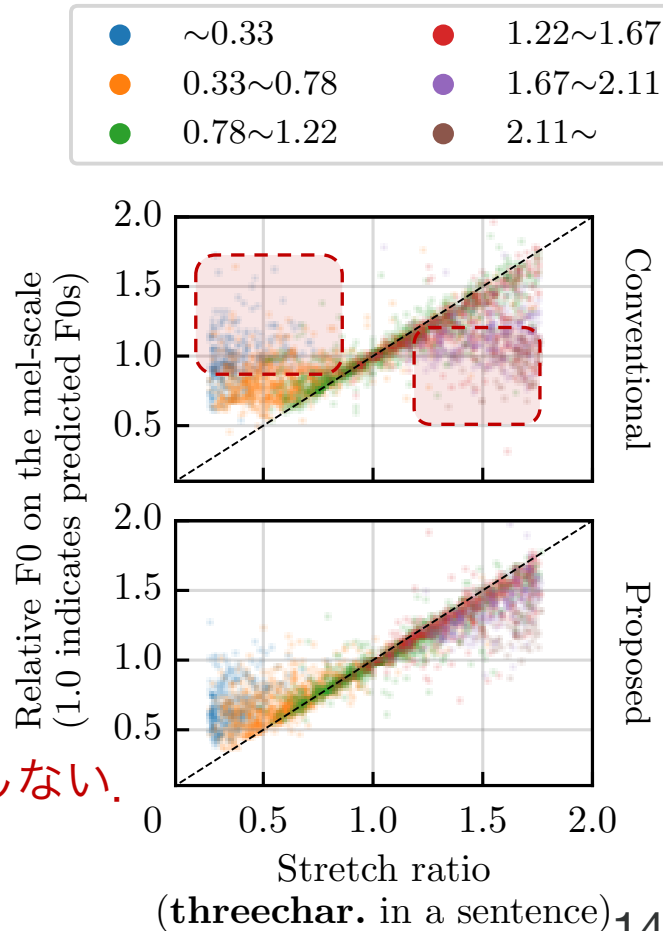 ~0.33
0.33~0.78
0.78~1.22
1.22~1.67
1.67~2.11
2.11~
Relative F0 on the mel-scale
(1.0 indicates predicted F0s)
2.0
1.5
1.0
0.5
Conventional
2.0
1.5
1.0
0.5
Proposed
しない.
0 0.5 1.0 1.5 2.0
Stretch ratio
(threechar. in a sentence)
14